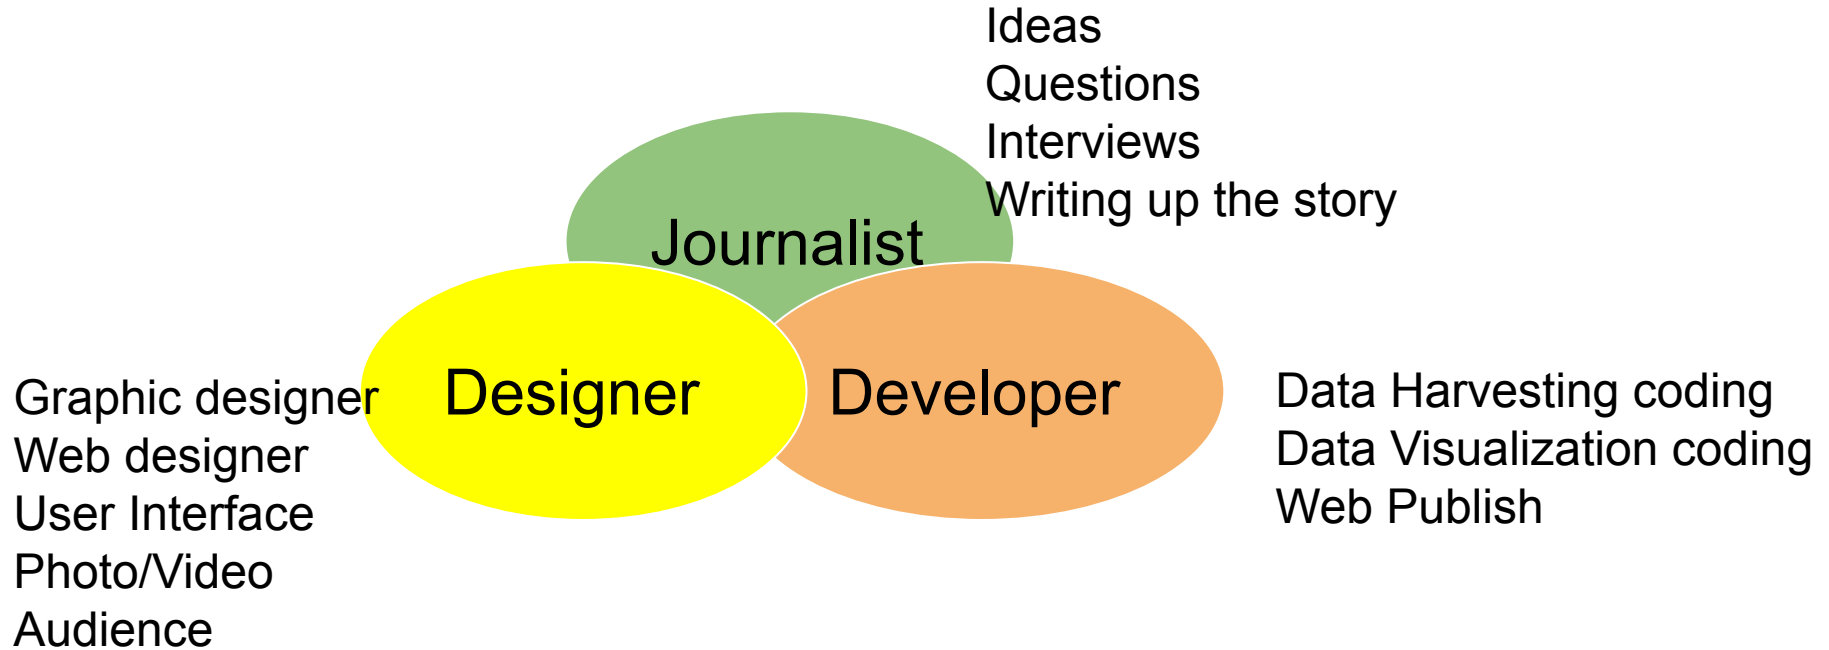 Ideas
Questions
Interviews
Writing up the story
Journalist
Designer
Developer
Graphic designer
Web designer
User Interface
Photo/Video
Audience
Data Harvesting coding
Data Visualization coding
Web Publish